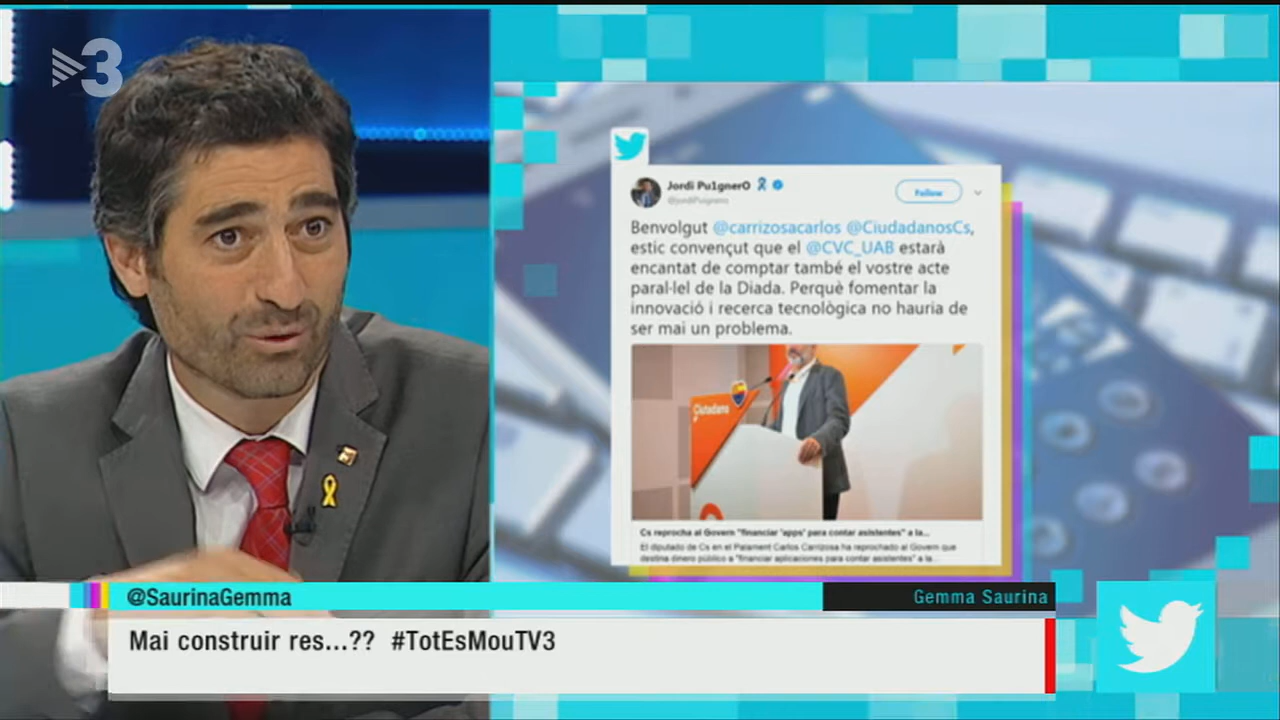 3
Jordi Pu1gner0
@jordiPuignero
Follow
Benvolgut @carrizosacarlos @CiudadanosCs,
estic convençut que el @CVC_UAB estarà
encantat de comptar també el vostre acte
paral·lel de la Diada. Perquè fomentar la
innovació i recerca tecnològica no hauria de
ser mai un problema.
Ciudadano
Cs reprocha al Govern "financiar 'apps' para contar asistentes" a la...
El diputado de Cs en el Palament Carlos Carrizosa ha reprochado al Govern que
destina dinero público a "financiar aplicaciones para contar asistentes" a la...
@SaurinaGemma
Gemma Saurina
Mai construir res...?? #TotEsMouTV3